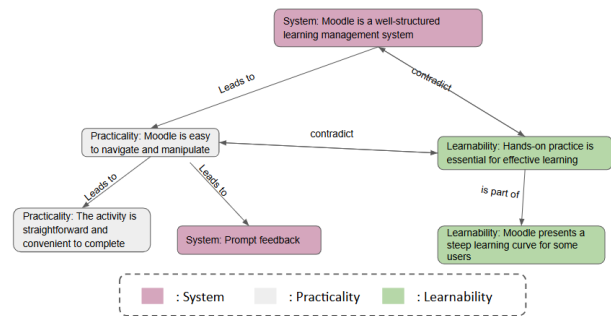 System: Moodle is a well-structured
learning management system
Leads to
contradict
Practicality: Moodle is easy
to navigate and manipulate
contradict
Learnability: Hands-on practice is
essential for effective learning
Leads to
Leads to
is part of
Practicality: The activity is
straightforward and
convenient to complete
System: Prompt feedback
Learnability: Moodle presents a
steep learning curve for some
users
: System
: Practicality
: Learnability